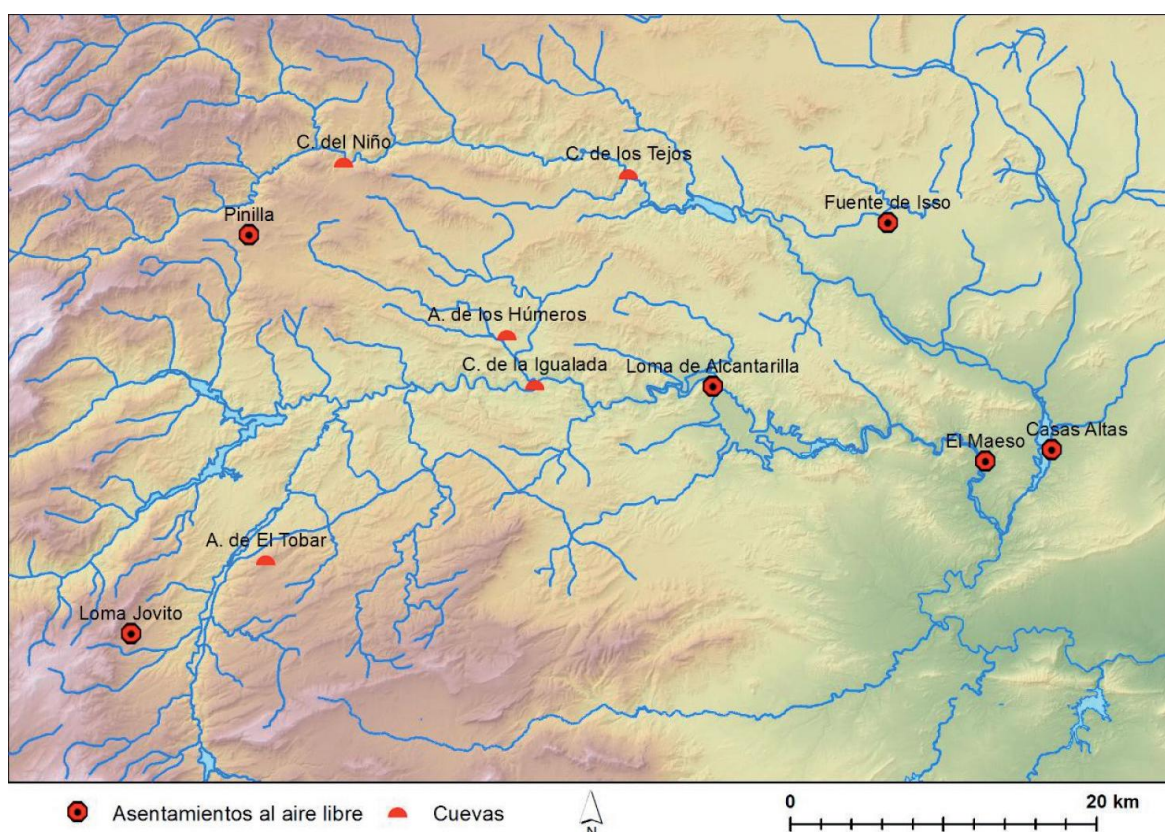 C. del Niño
C. de los Tejos
Fuente de Isso
Pinilla
A. de los Húmeros
C. de la Igualada
Loma de Alcantarilla
El Maeso
Casas Altas
A. de El Tobar
Loma Jovito
Asentamientos al aire libre
Cuevas
N
0
20 km